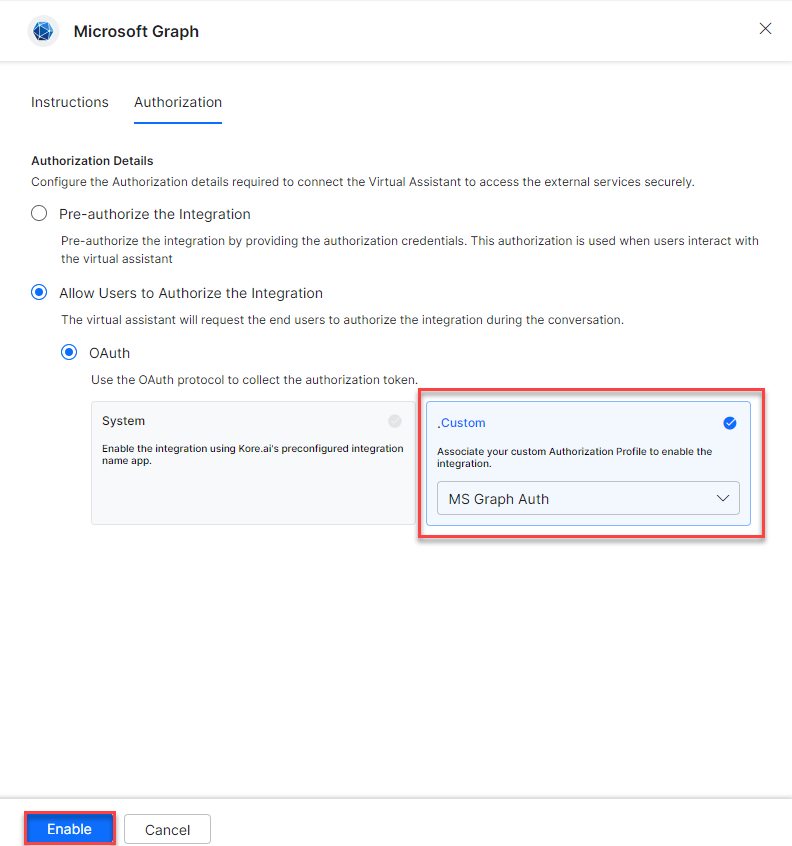 Microsoft Graph
Instructions
Authorization
Authorization Details
Configure the Authorization details required to connect the Virtual Assistant to access the external services securely.
Pre-authorize the Integration
Pre-authorize the integration by providing the authorization credentials. This authorization is used when users interact with
the virtual assistant
Allow Users to Authorize the Integration
The virtual assistant will request the end users to authorize the integration during the conversation.
OAuth
Use the OAuth protocol to collect the authorization token.
System
Enable the integration using Kore.ai's preconfigured integration
name app.
.Custom
Associate your custom Authorization Profile to enable the
integration.
MS Graph Auth
Enable
Cancel